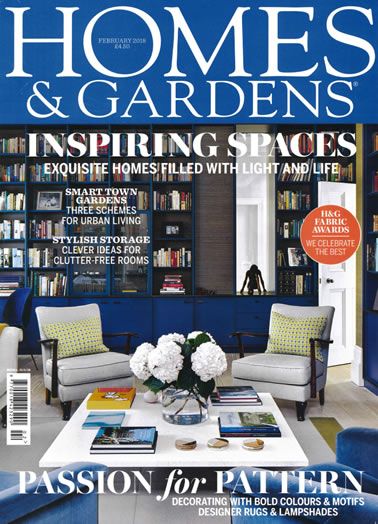 HOMES
FEBRUARY 2018
£4.50
& GARDENS®
INSPIRING SPACES
EXQUISITE HOMES FILLED WITH LIGHT AND LIFE
SMART TOWN
GARDENS
THREE SCHEMES
FOR URBAN LIVING
STYLISH STORAGE
CLEVER IDEAS FOR
CLUTTER-FREE ROOMS
H&G
FABRIC
AWARDS
WE CELEBRATE
THE BEST
PASSION for PATTERN
DECORATING WITH BOLD COLOURS & MOTIFS
DESIGNER RUGS & LAMPSHADES